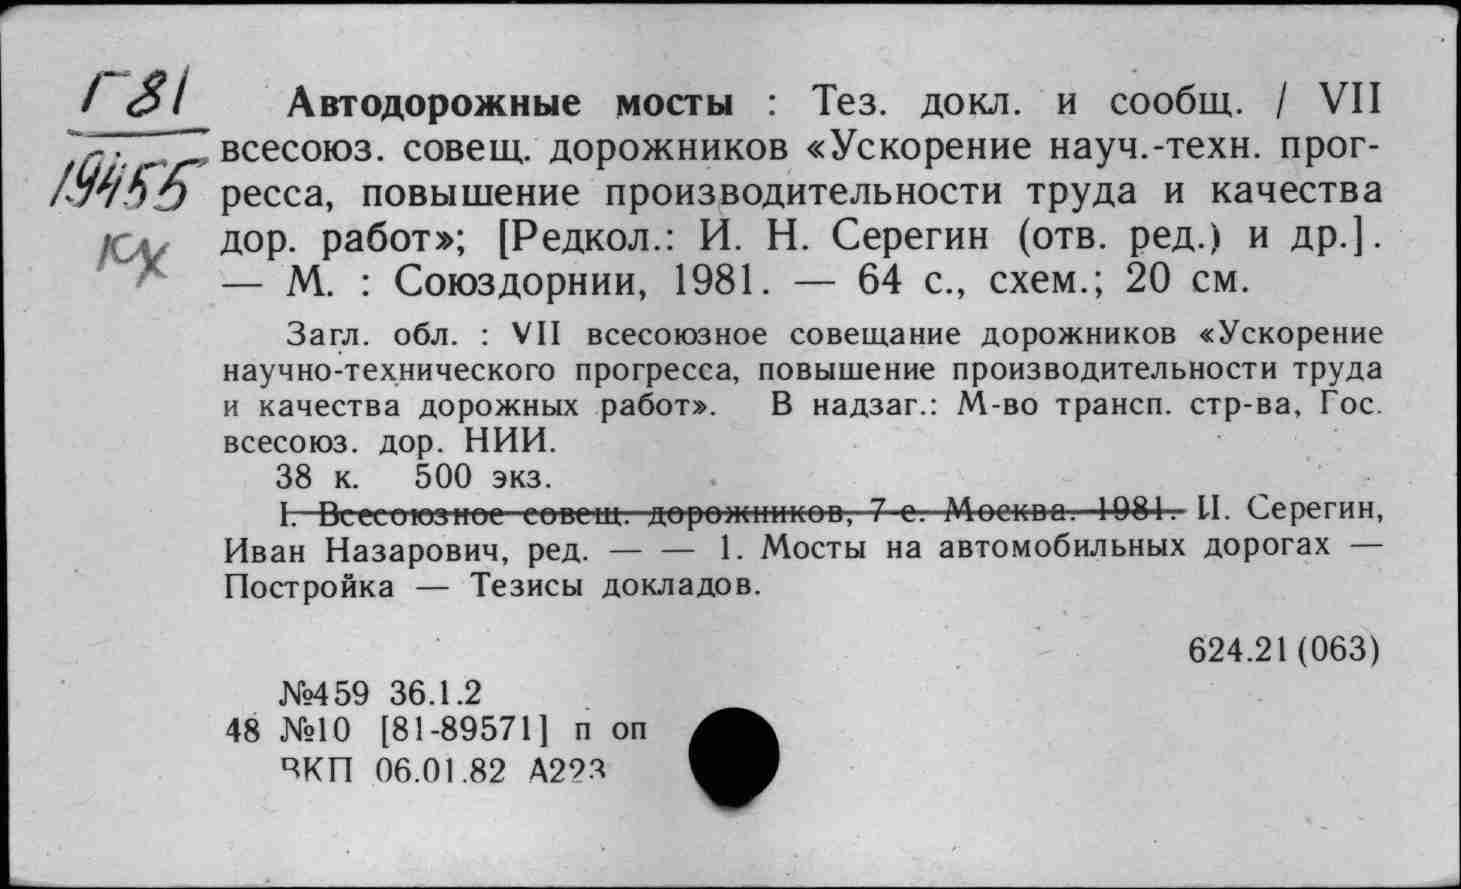 Г 81
19455
кх
Автодорожные мосты : Тез. докл. и сообщ. / VII
всесоюз. совещ. дорожников «Ускорение науч.-техн. прог-
ресса, повышение производительности труда и качества
дор. работ»; [Редкол.: И. Н. Серегин (отв. ред.) и др.].
— М. : Союздорнии, 1981. — 64 с., схем.; 20 см.
Загл. обл. : VII всесоюзное совещание дорожников «Ускорение
научно-технического прогресса, повышение производительности труда
и качества дорожных работ». В надзаг.: М-во трансп. стр-ва, Гос.
всесоюз. дор. НИИ.
38 к. 500 экз.
I. Всесоюзное совещ. дорожников, 7-е. Москва. 1981. II. Серегин,
Иван Назарович, ред. — — 1. Мосты на автомобильных дорогах —
Постройка — Тезисы докладов.
624.21(063)
№459 36.1.2
48 №10 [81-89571] п оп
ВКП 06.01.82 А223